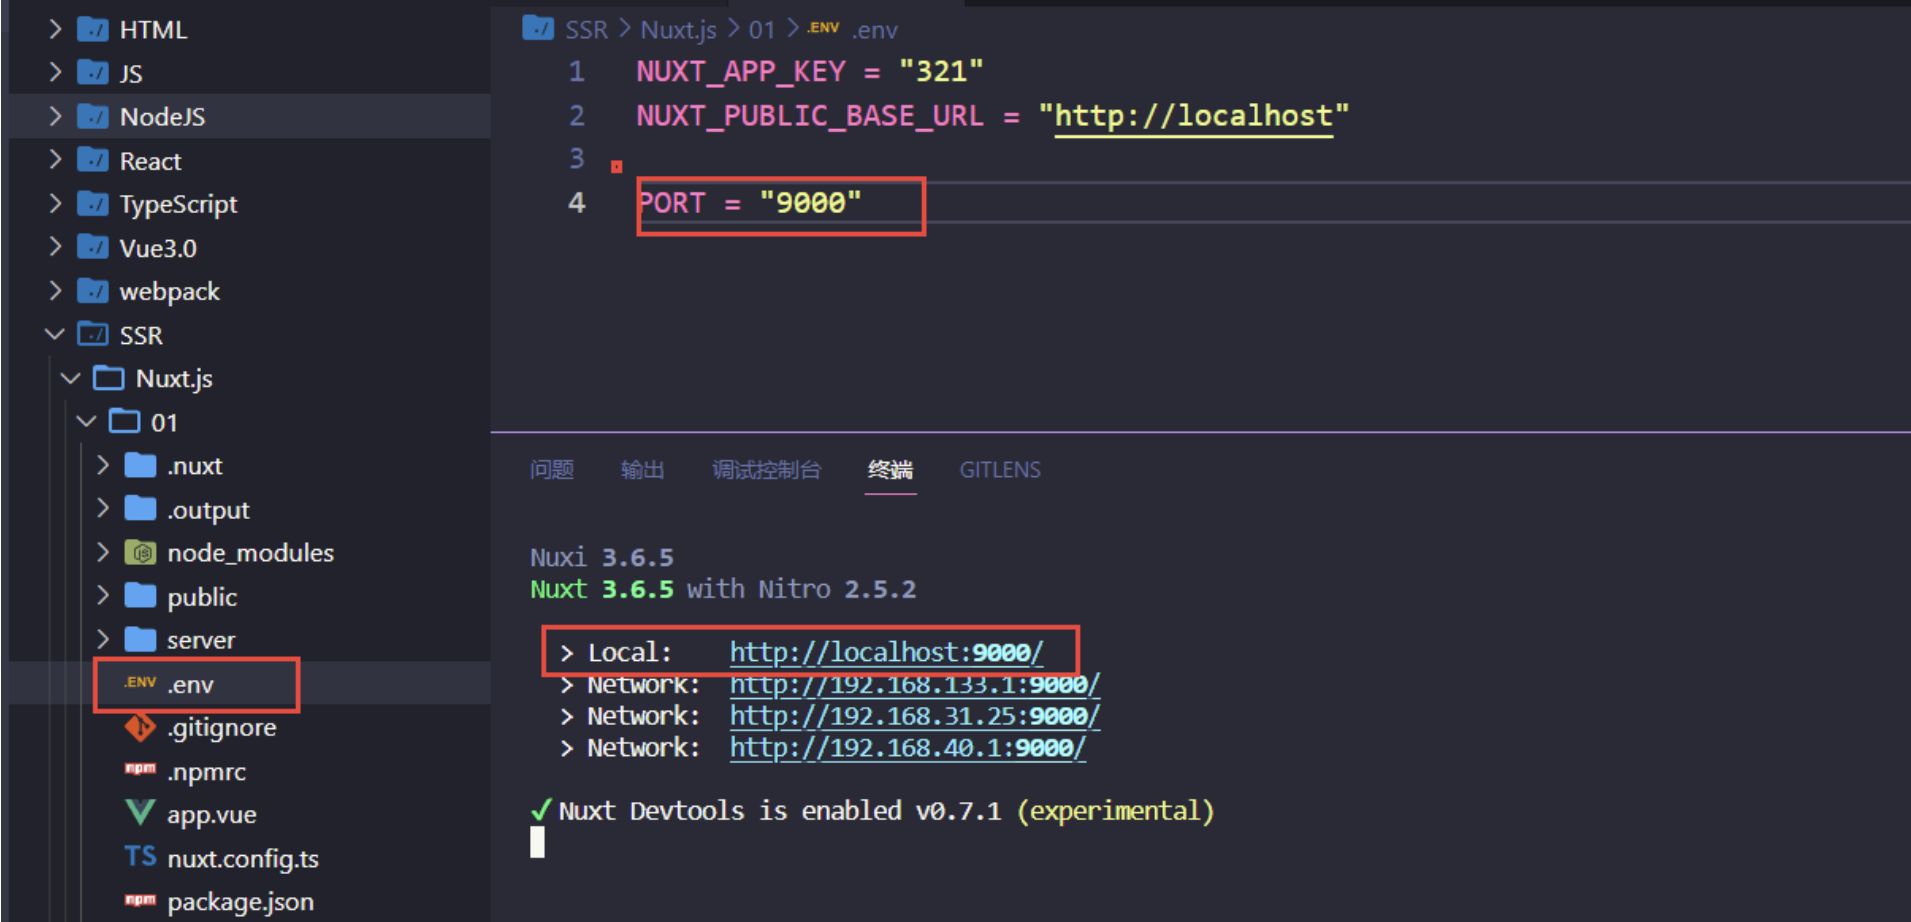 HTML
JS
NodeJS
React
TypeScript
Vue3.0
webpack
SSR
Nuxt.js
01
.nuxt
.output
node_modules
public
server
.ENV .env
.gitignore
npm .npmrc
app.vue
TS nuxt.config.ts
npm package.json
SSR > Nuxt.js > 01 > .ENV .env
1 NUXT_APP_KEY = "321"
2 NUXT_PUBLIC_BASE_URL = "http://localhost"
3
4 PORT = "9000"
问题 输出 调试控制台 终端 GITLENS
Nuxi 3.6.5
Nuxt 3.6.5 with Nitro 2.5.2
> Local: http://localhost:9000/
> Network: http://192.168.133.1:9000/
> Network: http://192.168.31.25:9000/
> Network: http://192.168.40.1:9000/
✓ Nuxt Devtools is enabled v0.7.1 (experimental)